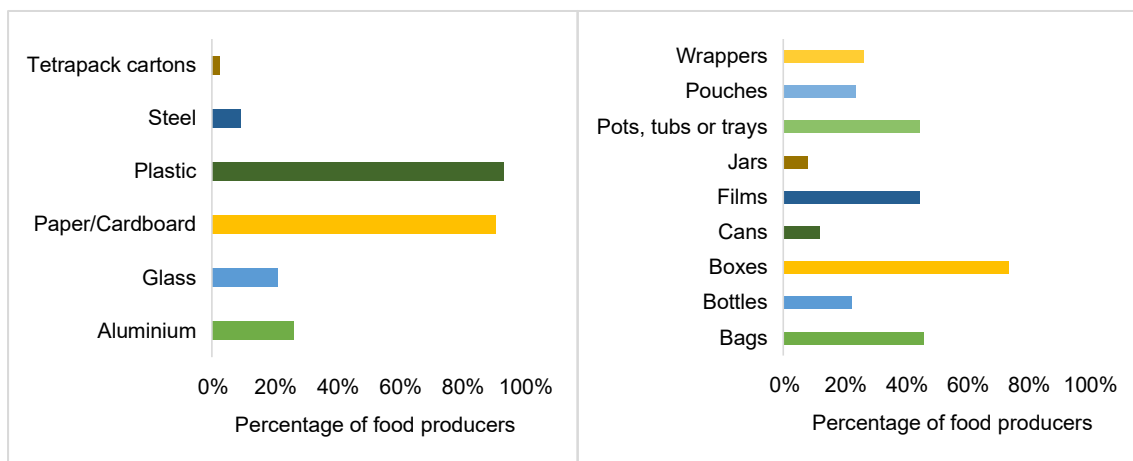 Tetrapack cartons
Steel
Plastic
Paper/Cardboard
Glass
Aluminium
0% 20% 40% 60% 80% 100%
Percentage of food producers
Wrappers
Pouches
Pots, tubs or trays
Jars
Films
Cans
Boxes
Bottles
Bags
0% 20% 40% 60% 80% 100%
Percentage of food producers